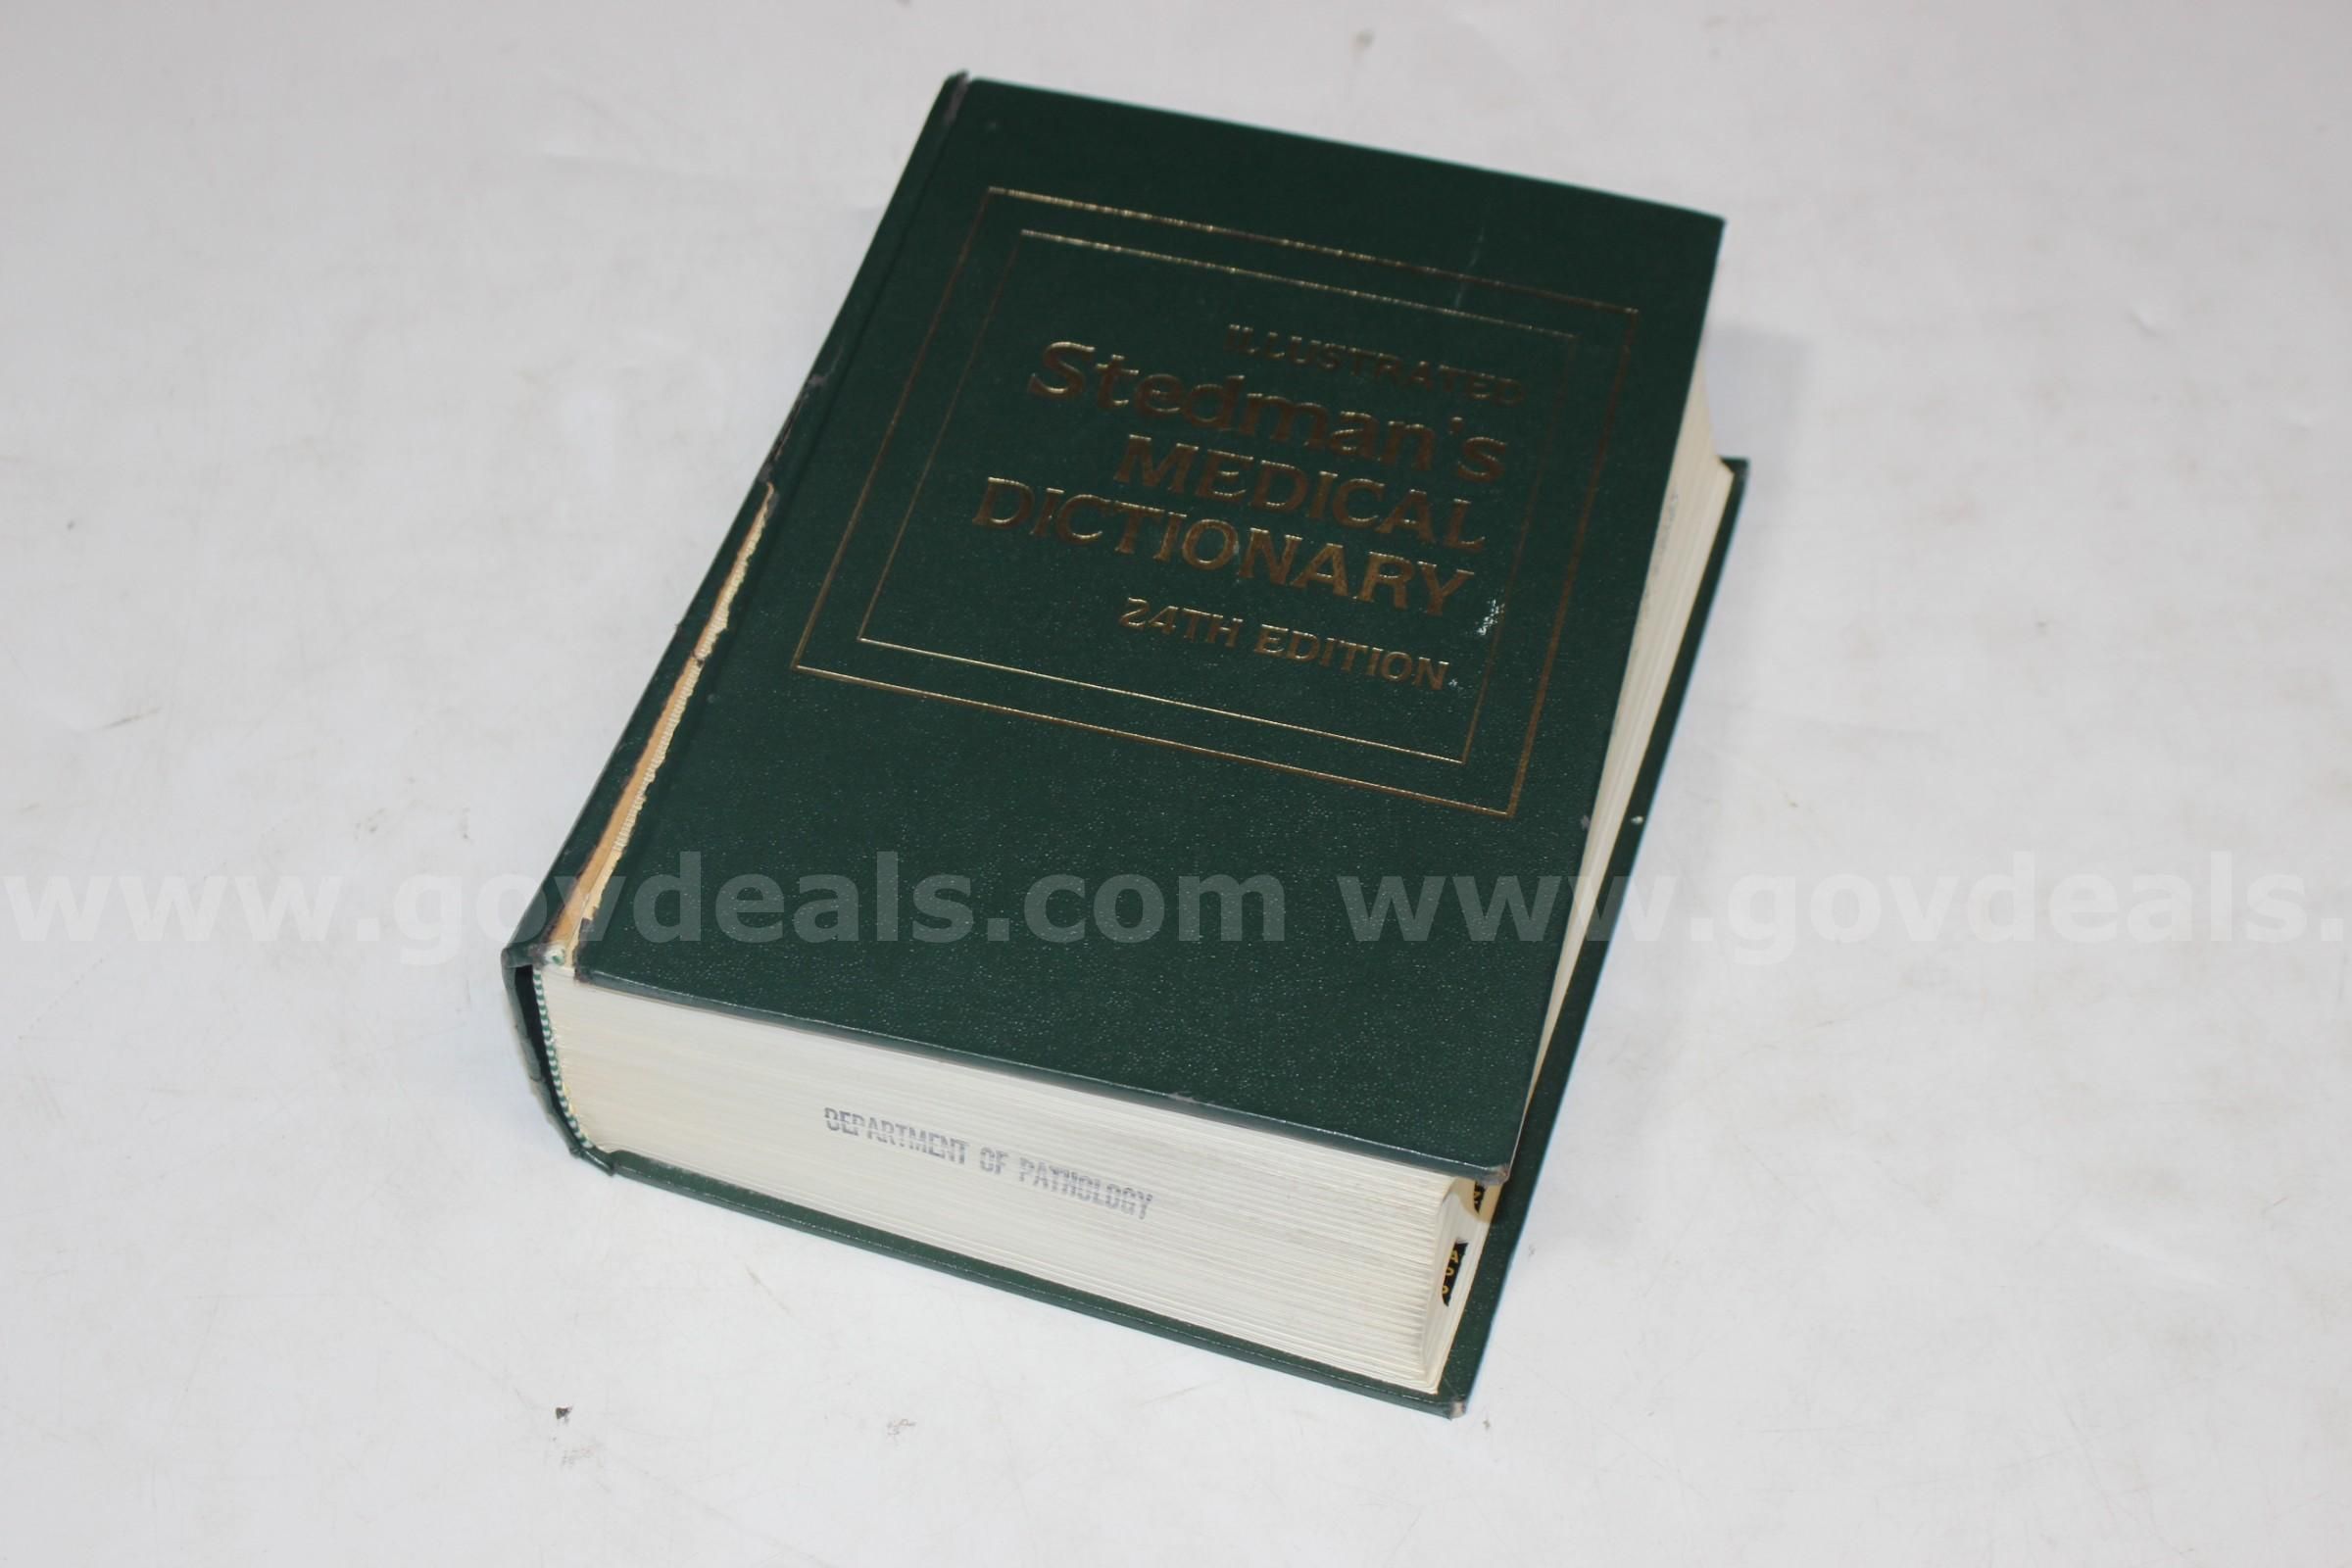 ILLUSTRATED
Stedman's
MEDICAL
DICTIONARY
24TH EDITION
www.govdeals.com www.govdeals.
DEPARTMENT OF PATHOLOGY